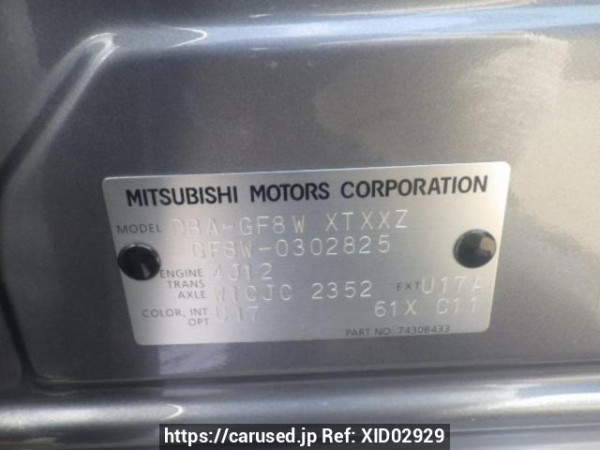 MITSUBISHI MOTORS CORPORATION
MODEL DBA-GF8W XTXXZ
GF8W-0302825
ENGINE 4J12
TRANS AXLE W1CJC 2352 EXT U17A
COLOR, INT OPT U17 61X C11
PART NO. 7430B433
https://carused.jp Ref: XID02929